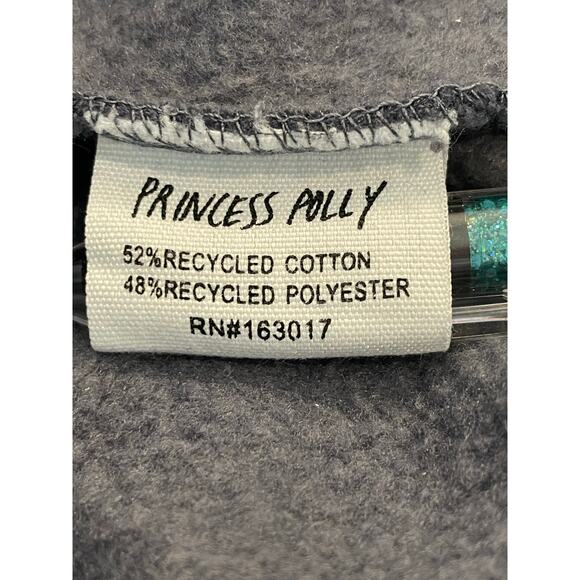 PRINCESS POLLY
52%RECYCLED COTTON
48%RECYCLED POLYESTER
RN#163017